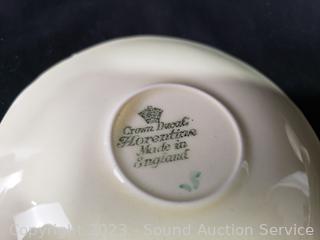 Crown Ducal
Florentine
Made in
England
Copyright 2023 - Sound Auction Service